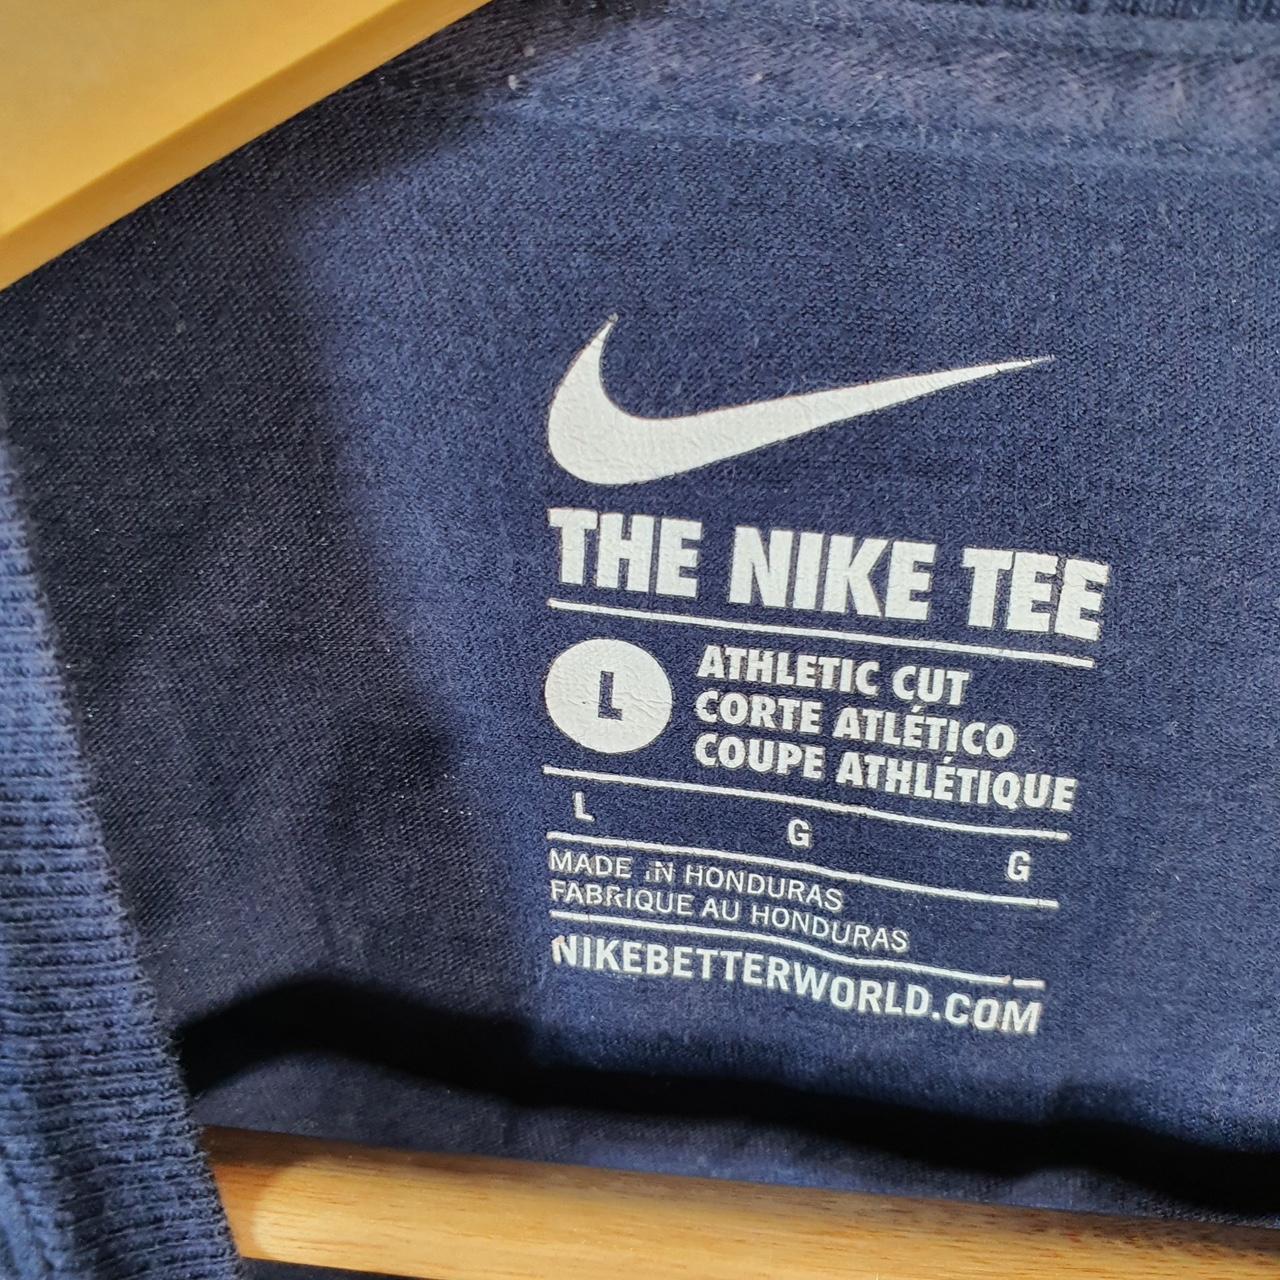 THE NIKE TEE
L
ATHLETIC CUT
CORTE ATLÉTICO
COUPE ATHLÉTIQUE
L G G
MADE IN HONDURAS
FABRIQUE AU HONDURAS
NIKEBETTERWORLD.COM